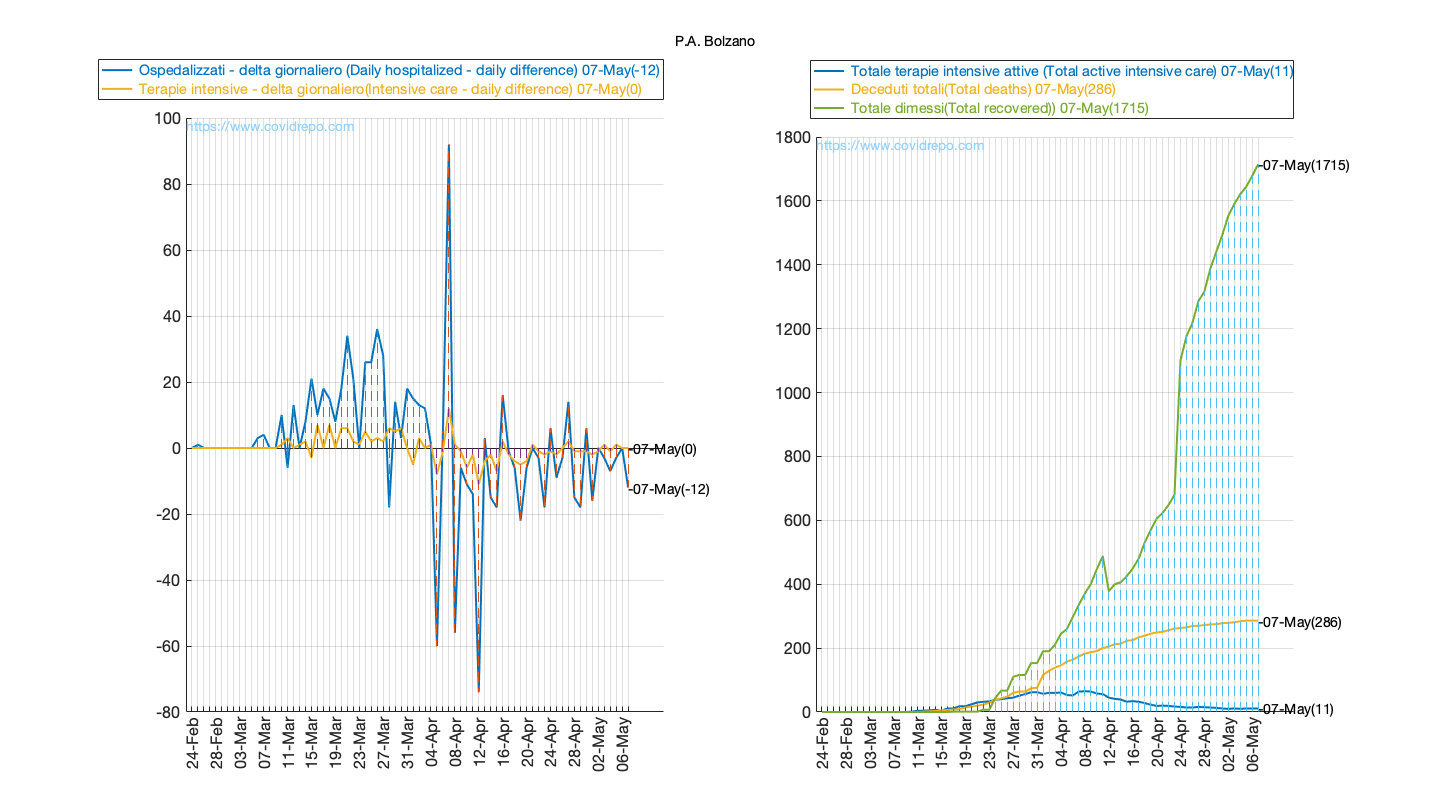 P.A. Bolzano
Ospedalizzati - delta giornaliero (Daily hospitalized - daily difference) 07-May(-12)
Terapie intensive - delta giornaliero(Intensive care - daily difference) 07-May(0)
https://www.covidrepo.com
100
80
60
40
20
0
-20
-40
-60
-80
-07-May(0)
-07-May(-12)
24-Feb
28-Feb
03-Mar
07-Mar
11-Mar
15-Mar
19-Mar
23-Mar
27-Mar
31-Mar
04-Apr
08-Apr
12-Apr
16-Apr
20-Apr
24-Apr
28-Apr
02-May
06-May
Totale terapie intensive attive (Total active intensive care) 07-May(11)
Deceduti totali(Total deaths) 07-May(286)
Totale dimessi(Total recovered)) 07-May(1715)
https://www.covidrepo.com
1800
1600
1400
1200
1000
800
600
400
200
0
-07-May(1715)
-07-May(286)
-07-May(11)
24-Feb
28-Feb
03-Mar
07-Mar
11-Mar
15-Mar
19-Mar
23-Mar
27-Mar
31-Mar
04-Apr
08-Apr
12-Apr
16-Apr
20-Apr
24-Apr
28-Apr
02-May
06-May